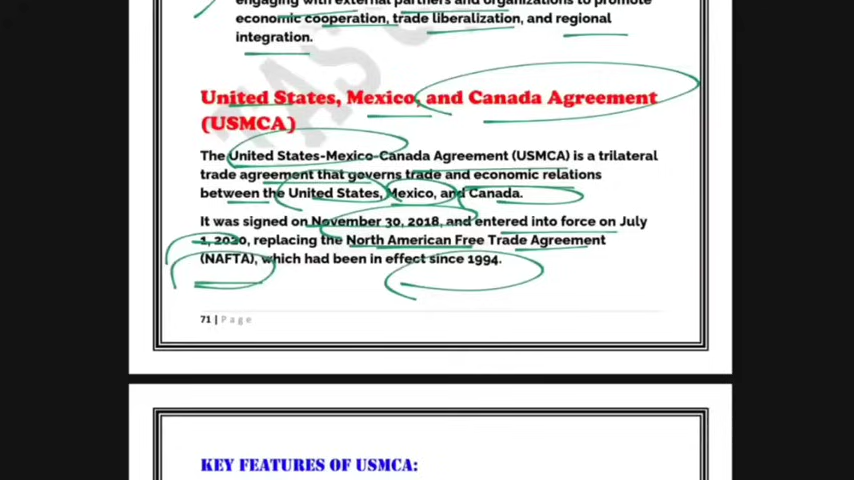 engaging with external partners and organizations to promote
economic cooperation, trade liberalization, and regional
integration.
United States, Mexico, and Canada Agreement
(USMCA)
The United States-Mexico-Canada Agreement (USMCA) is a trilateral
trade agreement that governs trade and economic relations
between the United States, Mexico, and Canada.
It was signed on November 30, 2018, and entered into force on July
1, 2020, replacing the North American Free Trade Agreement
(NAFTA), which had been in effect since 1994.
71 | Page
KEY FEATURES OF USMCA: